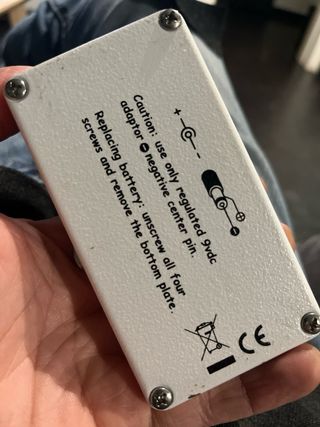 + -
Caution: use only regulated 9vdc
adaptor - negative center pin.
Replacing battery: unscrew all four
screws and remove the bottom plate.
CE